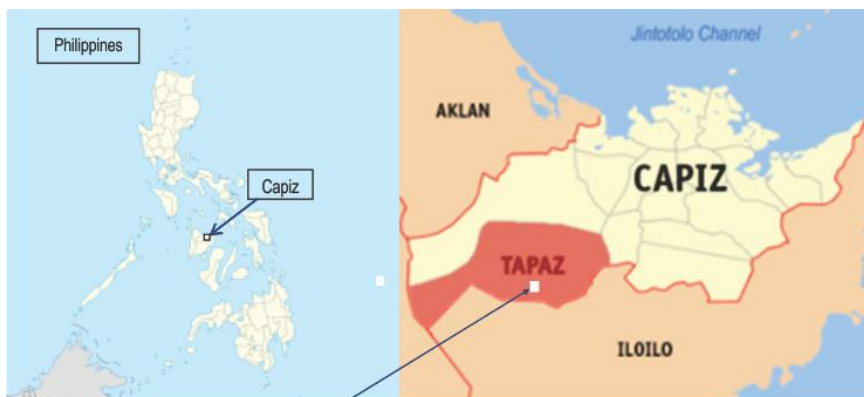 Philippines
Capiz
Jintotolo Channel
AKLAN
CAPIZ
TAPAZ
ILOILO